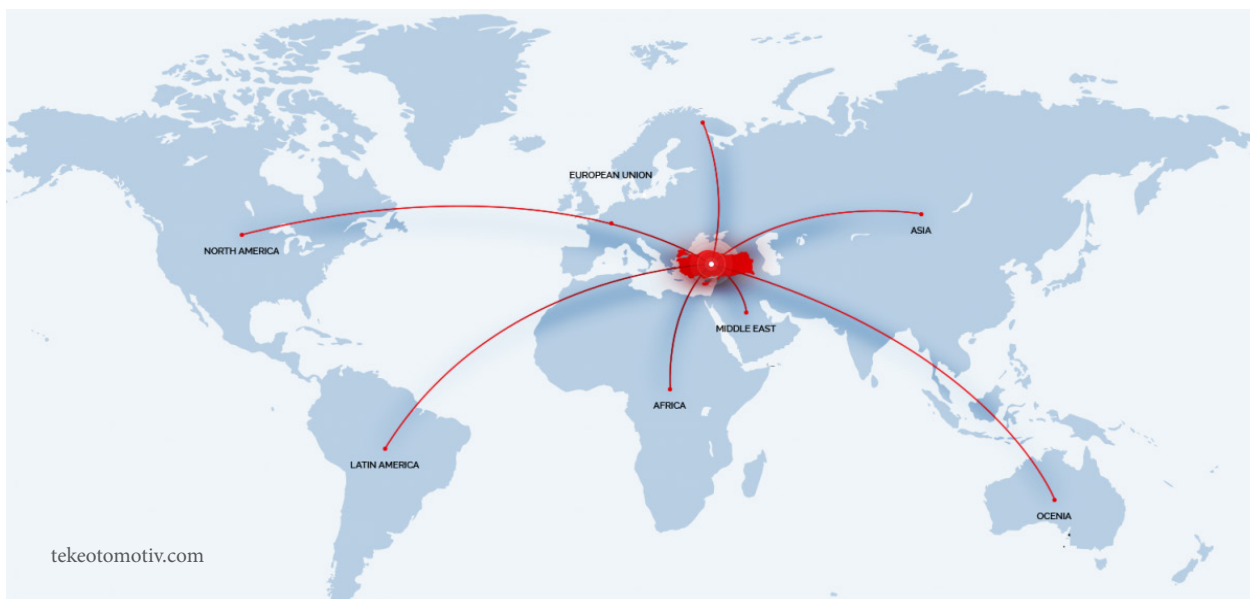 EUROPEAN UNION
NORTH AMERICA
ASIA
MIDDLE EAST
AFRICA
LATIN AMERICA
OCENIA
tekeotomotiv.com